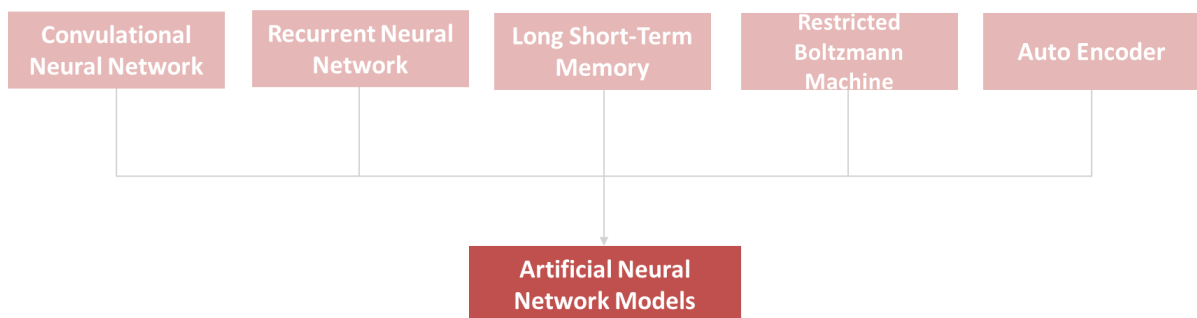 Convulational
Neural Network
Recurrent Neural
Network
Long Short-Term
Memory
Restricted
Boltzmann
Machine
Auto Encoder
Artificial Neural
Network Models